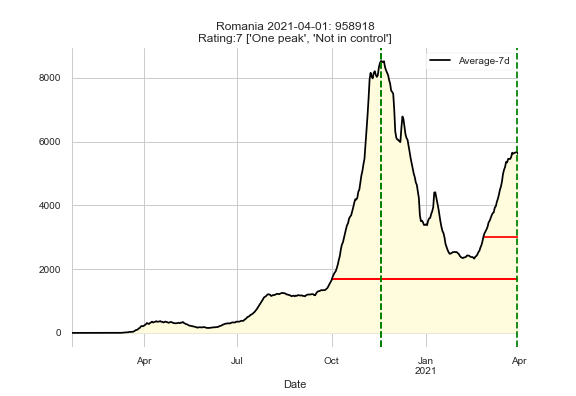 Romania 2021-04-01: 958918
Rating:7 ['One peak', 'Not in control']
Average-7d
8000
6000
4000
2000
0
Apr
Jul
Oct
Jan
2021
Apr
Date